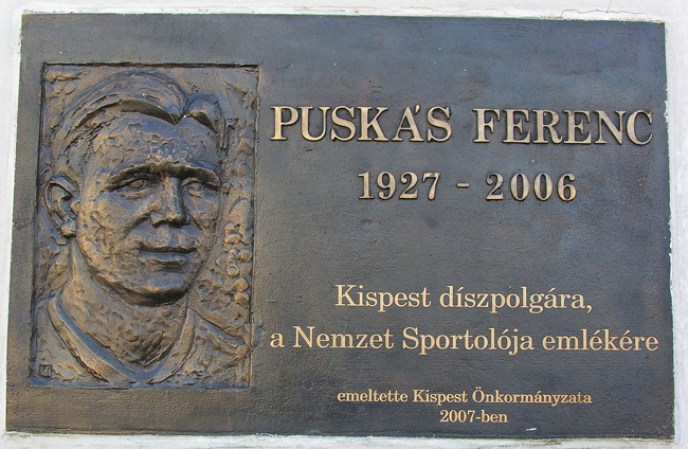 PUSKÁS FERENC
1927 - 2006
Kispest díszpolgára,
a Nemzet Sportolója emlékére
emeltette Kispest Önkormányzata
2007-ben